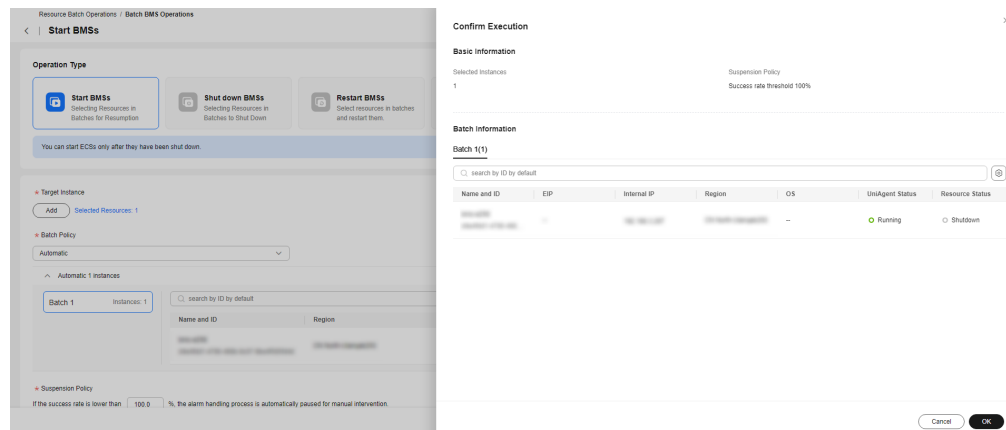 Resource Batch Operations / Batch BMS Operations
< | Start BMSs
Operation Type
Start BMSs
Selecting Resources in
Batches for Resumption
Shut down BMSs
Selecting Resources in
Batches to Shut Down
Restart BMSs
Select resources in batches
and restart them.
You can start ECSs only after they have been shut down.
* Target Instance
Add Selected Resources: 1
* Batch Policy
Automatic
Automatic 1 instances
Batch 1 Instances: 1
search by ID by default
Name and ID Region
* Suspension Policy
If the success rate is lower than 100.0 %, the alarm handling process is automatically paused for manual intervention.
Confirm Execution
Basic Information
Selected Instances Suspension Policy
1 Success rate threshold 100%
Batch Information
Batch 1(1)
search by ID by default
Name and ID EIP Internal IP Region OS UniAgent Status Resource Status
-- -- Running Shutdown
Cancel OK